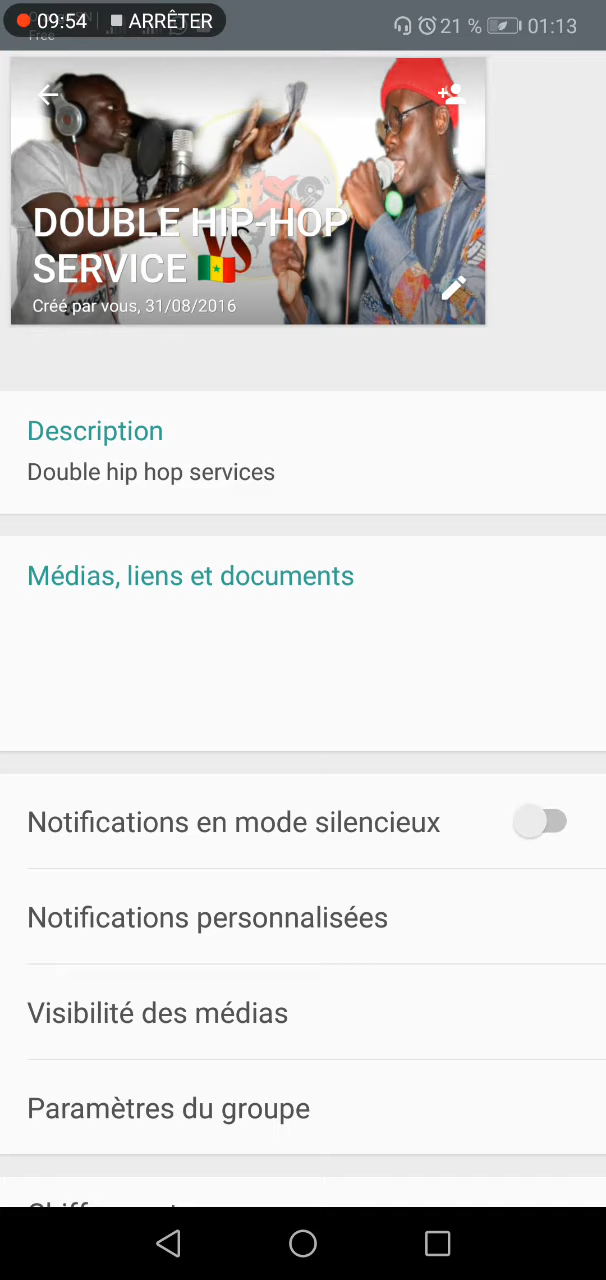 09:54 ARRÊTER
Free
21 % 01:13
DOUBLE HIP-HOP
SERVICE
VS
Créé par vous, 31/08/2016
Description
Double hip hop services
Médias, liens et documents
Notifications en mode silencieux
Notifications personnalisées
Visibilité des médias
Paramètres du groupe